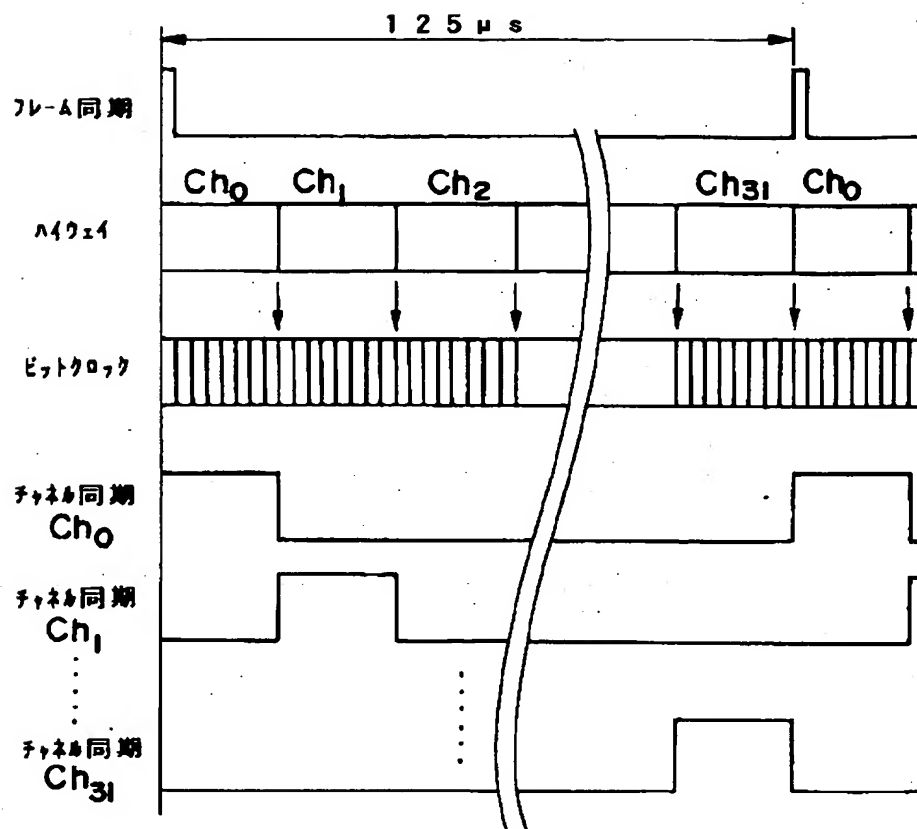 125μs
フレーム同期
Ch0 Ch1 Ch2 Ch31 Ch0
ハイウェイ
ビットクロック
チャネル同期
Ch0
チャネル同期
Ch1
チャネル同期
Ch31